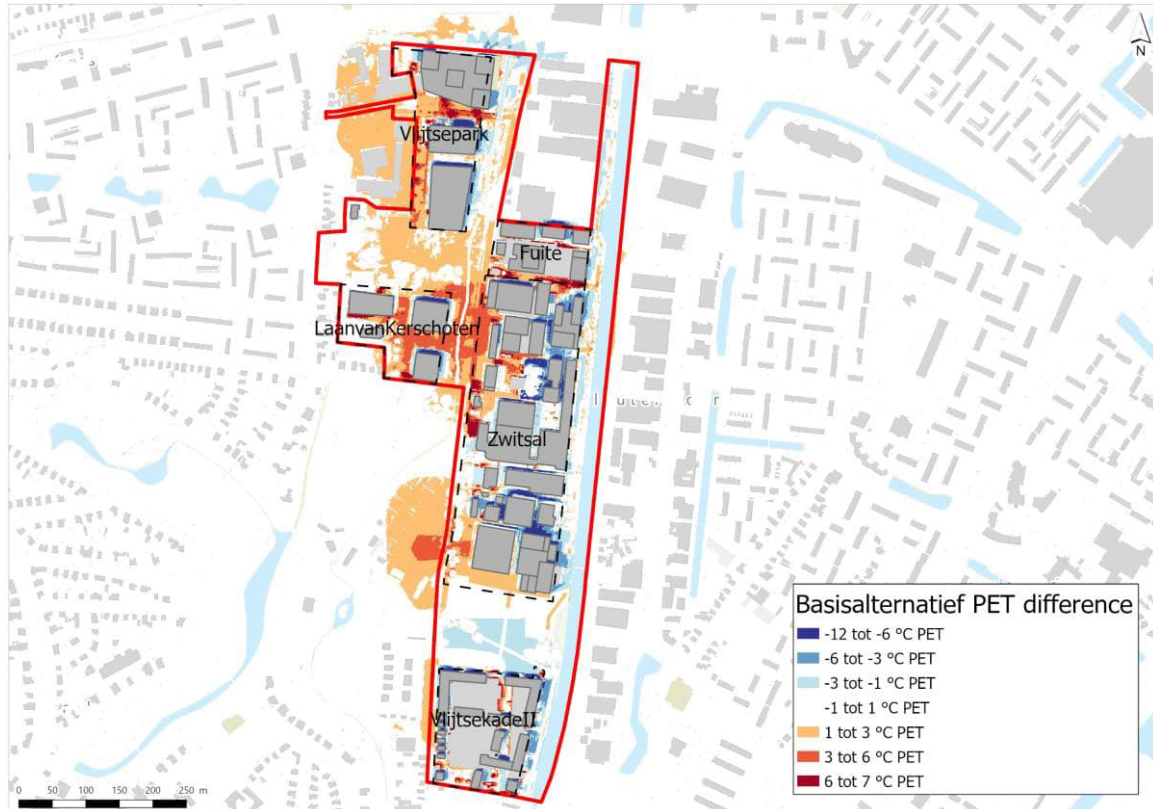 N
Vlijtsepark
Fuite
LaanvanKerschoten
Zwitsal
VlijtsekadeII
Basisalternatief PET difference
-12 tot -6 °C PET
-6 tot -3 °C PET
-3 tot -1 °C PET
-1 tot 1 °C PET
1 tot 3 °C PET
3 tot 6 °C PET
6 tot 7 °C PET
0 50 100 150 200 250 m